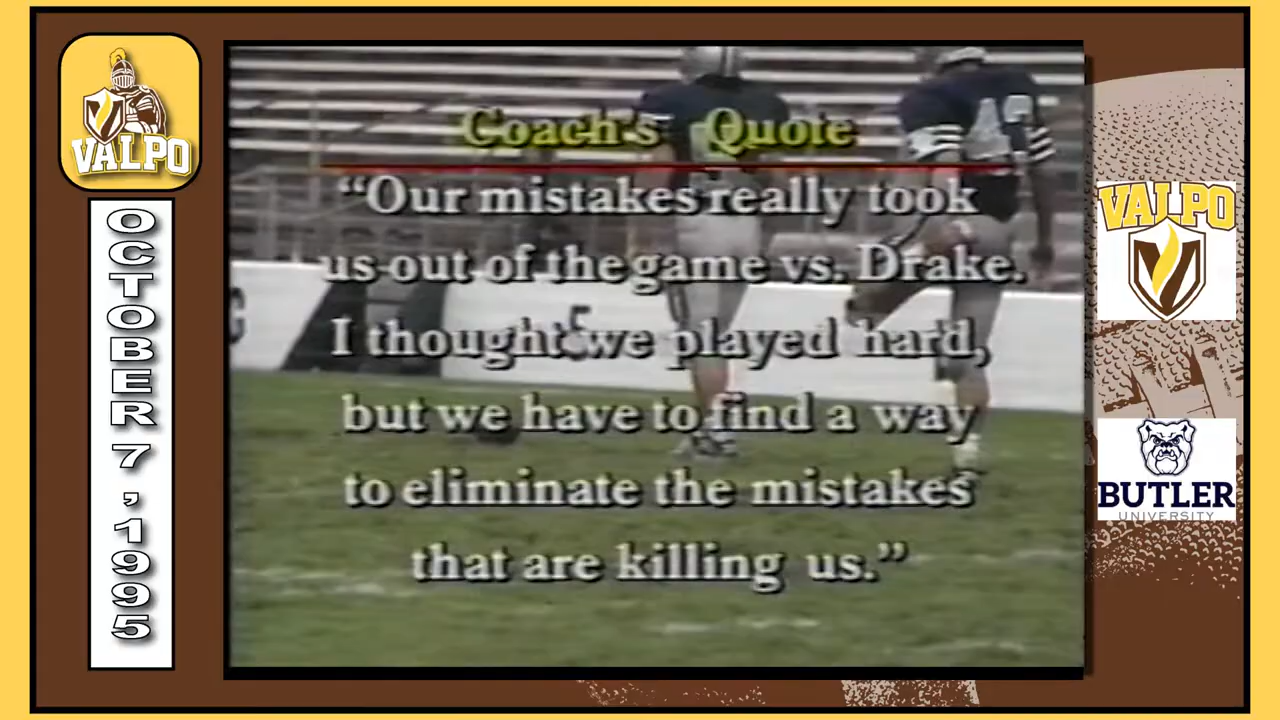 VALPO
OCTOBER 7, 1995
Coach's Quote
“Our mistakes really took
us out of the game vs. Drake.
I thought we played hard,
but we have to find a way
to eliminate the mistakes
that are killing us.”
VALPO
BUTLER
UNIVERSITY